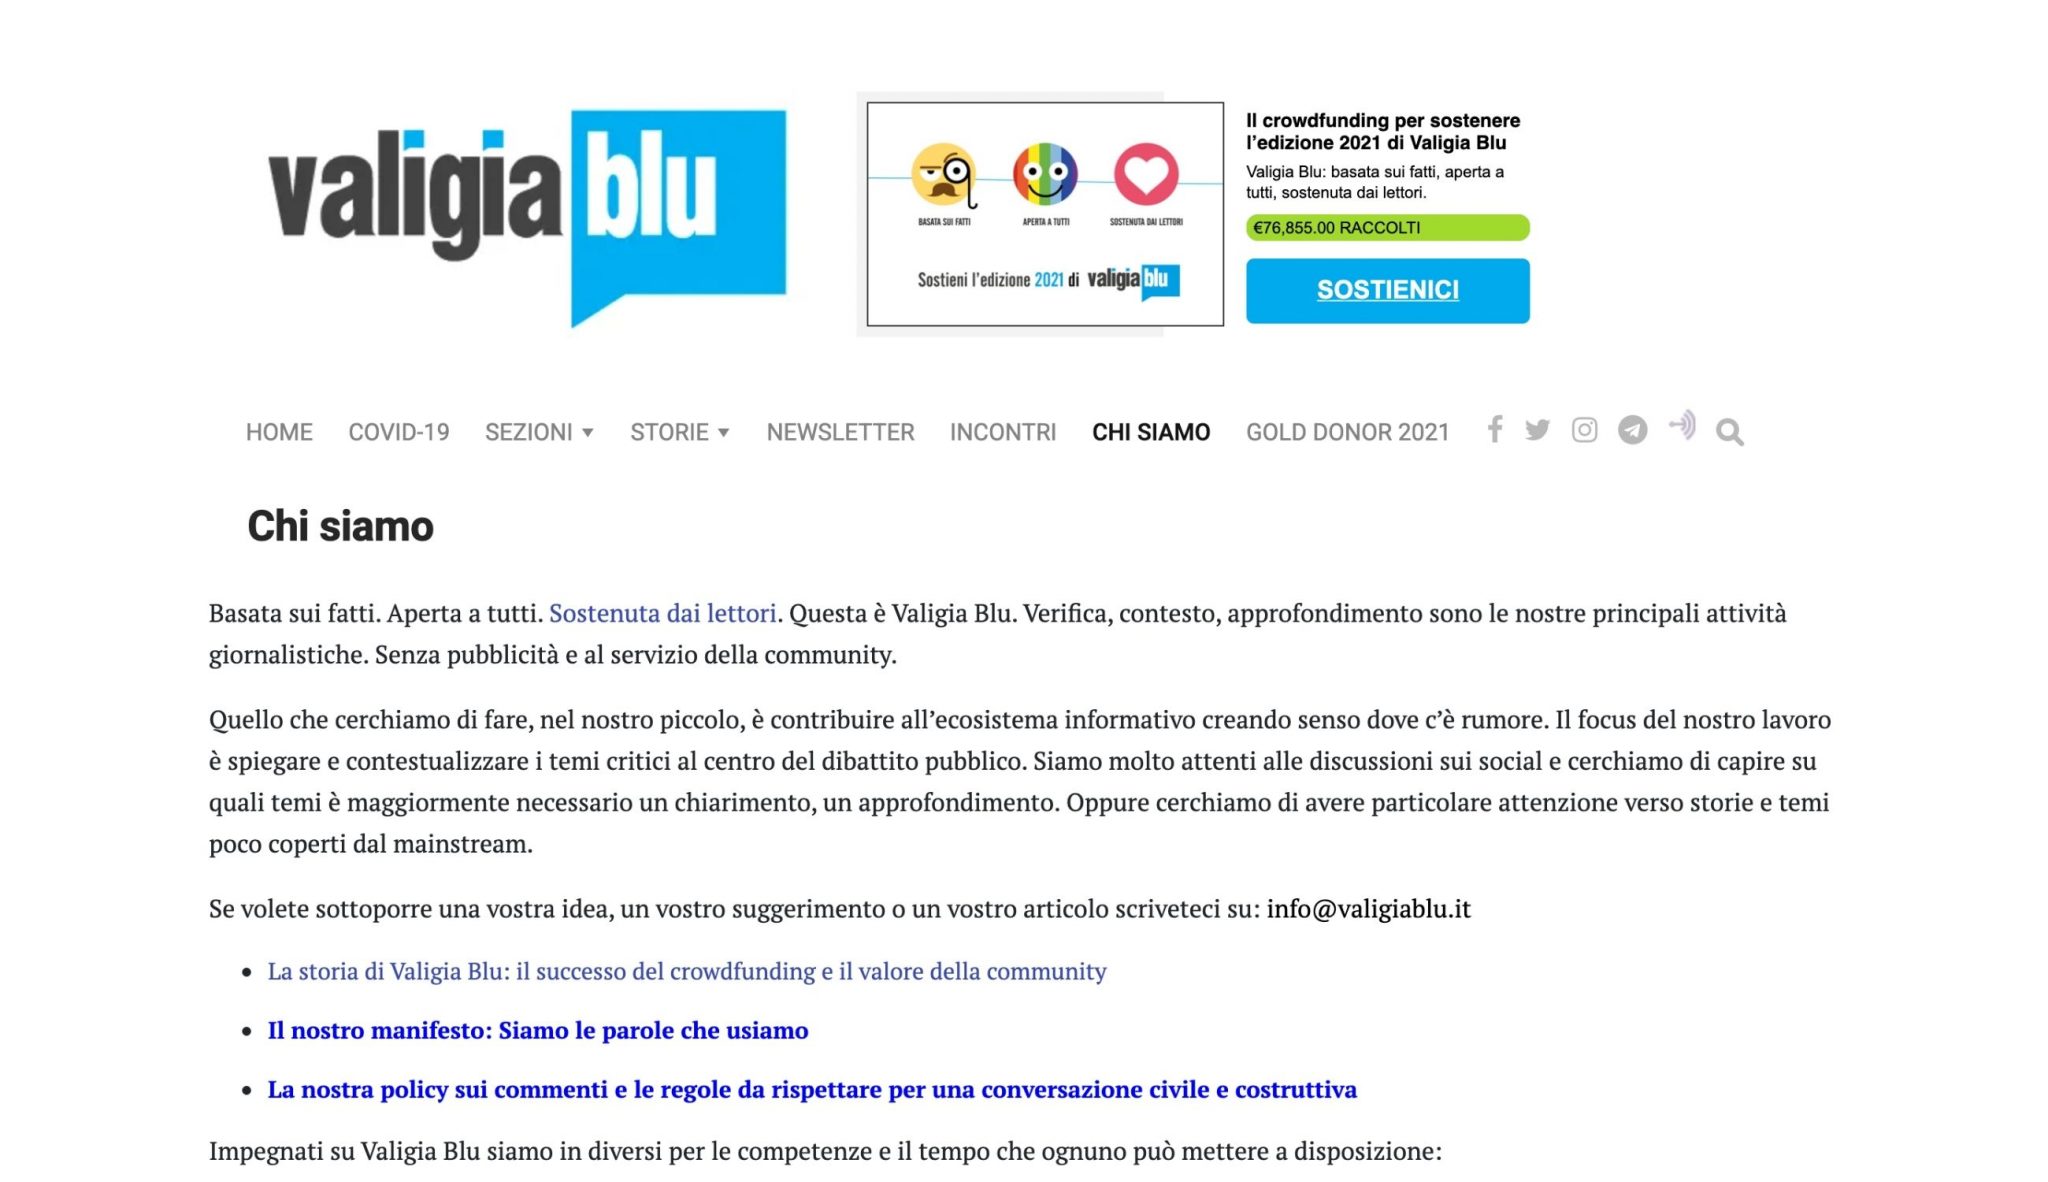 valigia blu
BASATA SUI FATTI
APERTA A TUTTI
SOSTENUTA DAI LETTORI
Sostieni l'edizione 2021 di valigia blu
Il crowdfunding per sostenere
l'edizione 2021 di Valigia Blu
Valigia Blu: basata sui fatti, aperta a
tutti, sostenuta dai lettori.
€76,855.00 RACCOLTI
SOSTIENICI
HOME COVID-19 SEZIONI STORIE NEWSLETTER INCONTRI CHI SIAMO GOLD DONOR 2021
Chi siamo
Basata sui fatti. Aperta a tutti. Sostenuta dai lettori. Questa è Valigia Blu. Verifica, contesto, approfondimento sono le nostre principali attività
giornalistiche. Senza pubblicità e al servizio della community.
Quello che cerchiamo di fare, nel nostro piccolo, è contribuire all’ecosistema informativo creando senso dove c’è rumore. Il focus del nostro lavoro
è spiegare e contestualizzare i temi critici al centro del dibattito pubblico. Siamo molto attenti alle discussioni sui social e cerchiamo di capire su
quali temi è maggiormente necessario un chiarimento, un approfondimento. Oppure cerchiamo di avere particolare attenzione verso storie e temi
poco coperti dal mainstream.
Se volete sottoporre una vostra idea, un vostro suggerimento o un vostro articolo scriveteci su: info@valigiablu.it
• La storia di Valigia Blu: il successo del crowdfunding e il valore della community
• Il nostro manifesto: Siamo le parole che usiamo
• La nostra policy sui commenti e le regole da rispettare per una conversazione civile e costruttiva
Impegnati su Valigia Blu siamo in diversi per le competenze e il tempo che ognuno può mettere a disposizione: